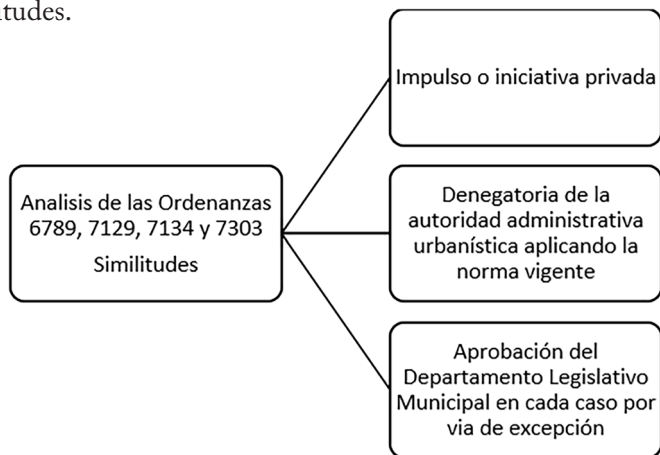 itudes.
Impulso o iniciativa privada
Analisis de las Ordenanzas
6789, 7129, 7134 y 7303
Similitudes
Denegatoria de la
autoridad administrativa
urbanística aplicando la
norma vigente
Aprobación del
Departamento Legislativo
Municipal en cada caso por
via de excepción